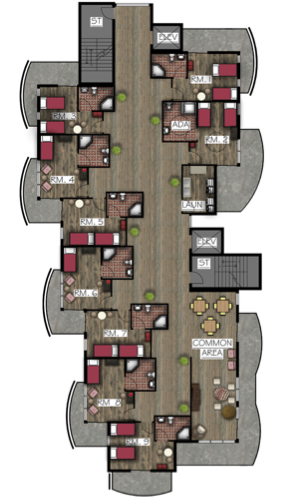 ST
ELEV
RM. 1
RM. 3
ADA
RM. 2
RM. 4
LAUN
RM. 5
ELEV
ST
RM. 6
RM. 7
COMMON
AREA
RM. 8
RM. 9